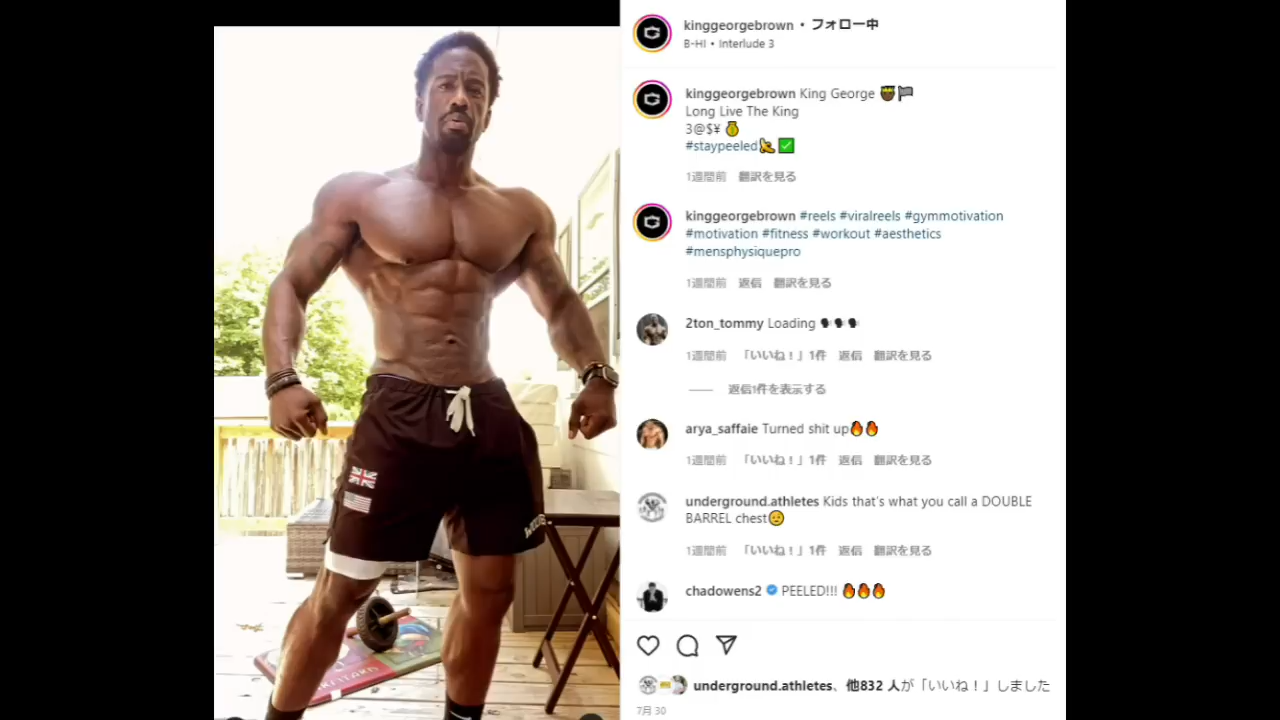 kinggeorgebrown • フォロー中
B-HI • Interlude 3
kinggeorgebrown King George
Long Live The King
3@$¥
#staypeeled
1週間前 翻訳を見る
kinggeorgebrown #reels #viralreels #gymmotivation
#motivation #fitness #workout #aesthetics
#mensphysiquepro
1週間前 返信 翻訳を見る
2ton_tommy Loading
1週間前 「いいね！」1件 返信 翻訳を見る
返信1件を表示する
arya_saffaie Turned shit up
1週間前 「いいね！」1件 返信 翻訳を見る
underground.athletes Kids that's what you call a DOUBLE
BARREL chest
1週間前 「いいね！」1件 返信 翻訳を見る
chadowens2 PEELED!!!
underground.athletes、他832 人が「いいね！」しました
7月 30